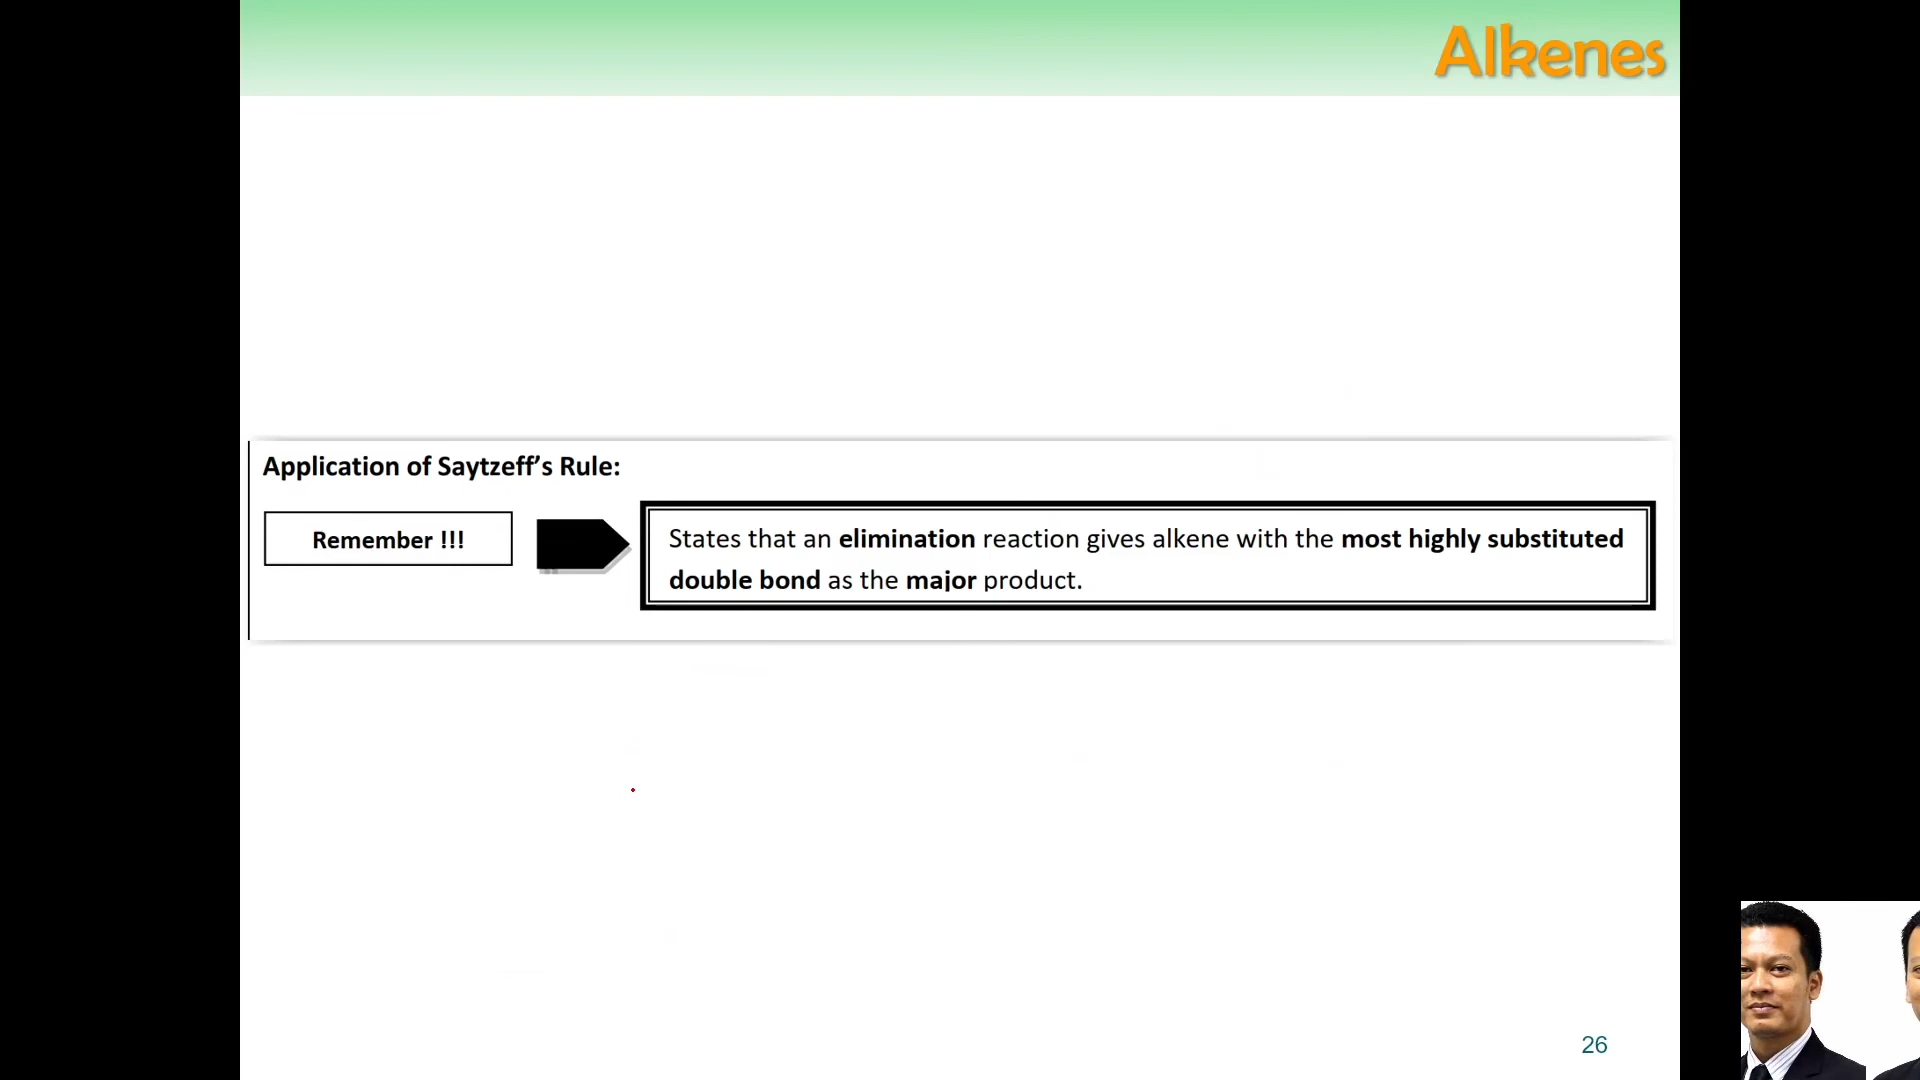 Alkenes
Application of Saytzeff’s Rule:
Remember !!!
States that an elimination reaction gives alkene with the most highly substituted
double bond as the major product.
26